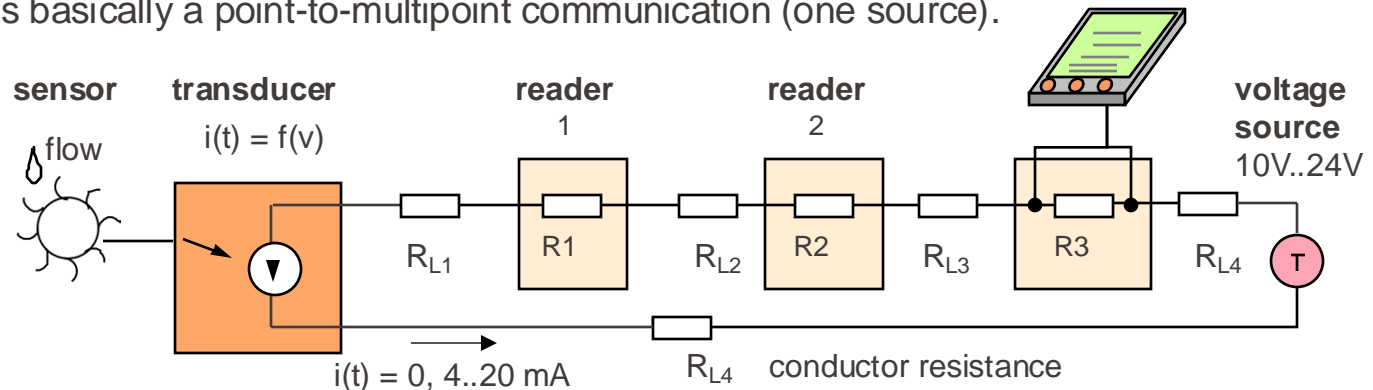 s basically a point-to-multipoint communication (one source).
sensor transducer reader reader voltage
1 2 source
i(t) = f(v) 10V..24V
flow
R1 R2 R3
RL1 RL2 RL3 RL4
T
i(t) = 0, 4..20 mA RL4 conductor resistance